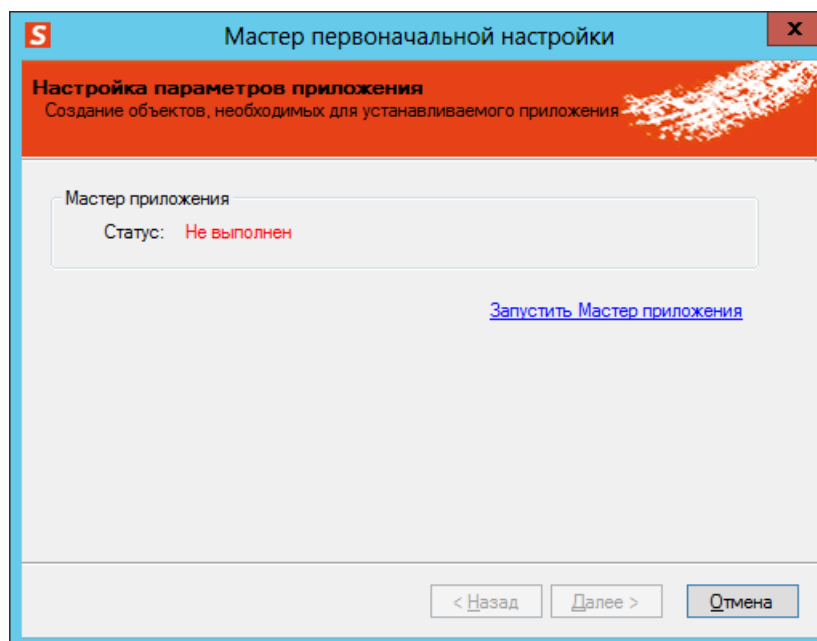 S
Мастер первоначальной настройки
x
Настройка параметров приложения
Создание объектов, необходимых для устанавливаемого приложения
Мастер приложения
Статус: Не выполнен
Запустить Мастер приложения
< Назад Далее > Отмена